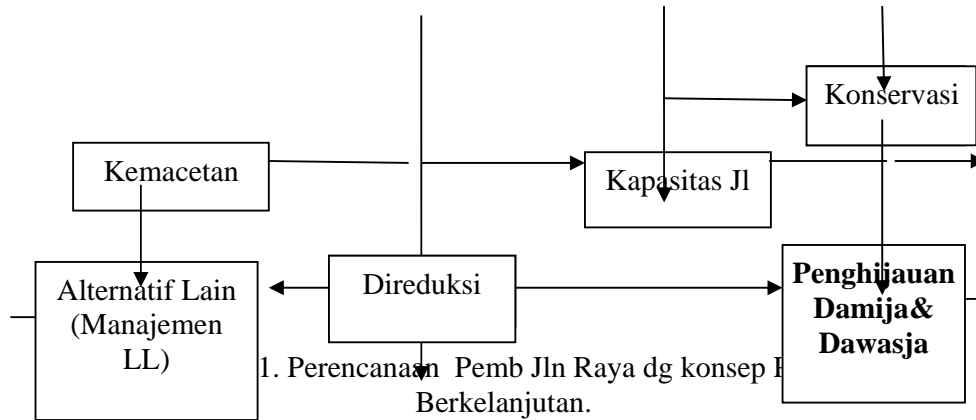 Konservasi
Kemacetan
Kapasitas Jl
Alternatif Lain
(Manajemen
LL)
Direduksi
Penghijauan
Damija&
Dawasja
1. Perencanaan Pemb Jln Raya dg konsep
Berkelanjutan.